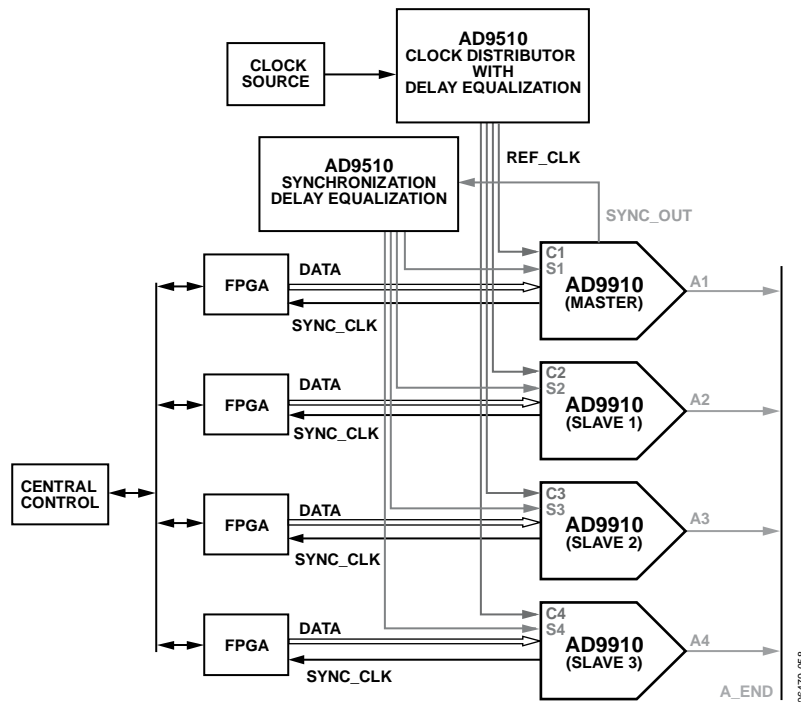 AD9510
CLOCK DISTRIBUTOR
WITH
DELAY EQUALIZATION
CLOCK
SOURCE
REF_CLK
AD9510
SYNCHRONIZATION
DELAY EQUALIZATION
SYNC_OUT
FPGA
DATA
SYNC_CLK
C1
S1
AD9910
(MASTER)
A1
FPGA
DATA
SYNC_CLK
C2
S2
AD9910
(SLAVE 1)
A2
CENTRAL
CONTROL
FPGA
DATA
SYNC_CLK
C3
S3
AD9910
(SLAVE 2)
A3
FPGA
DATA
SYNC_CLK
C4
S4
AD9910
(SLAVE 3)
A4
A_END